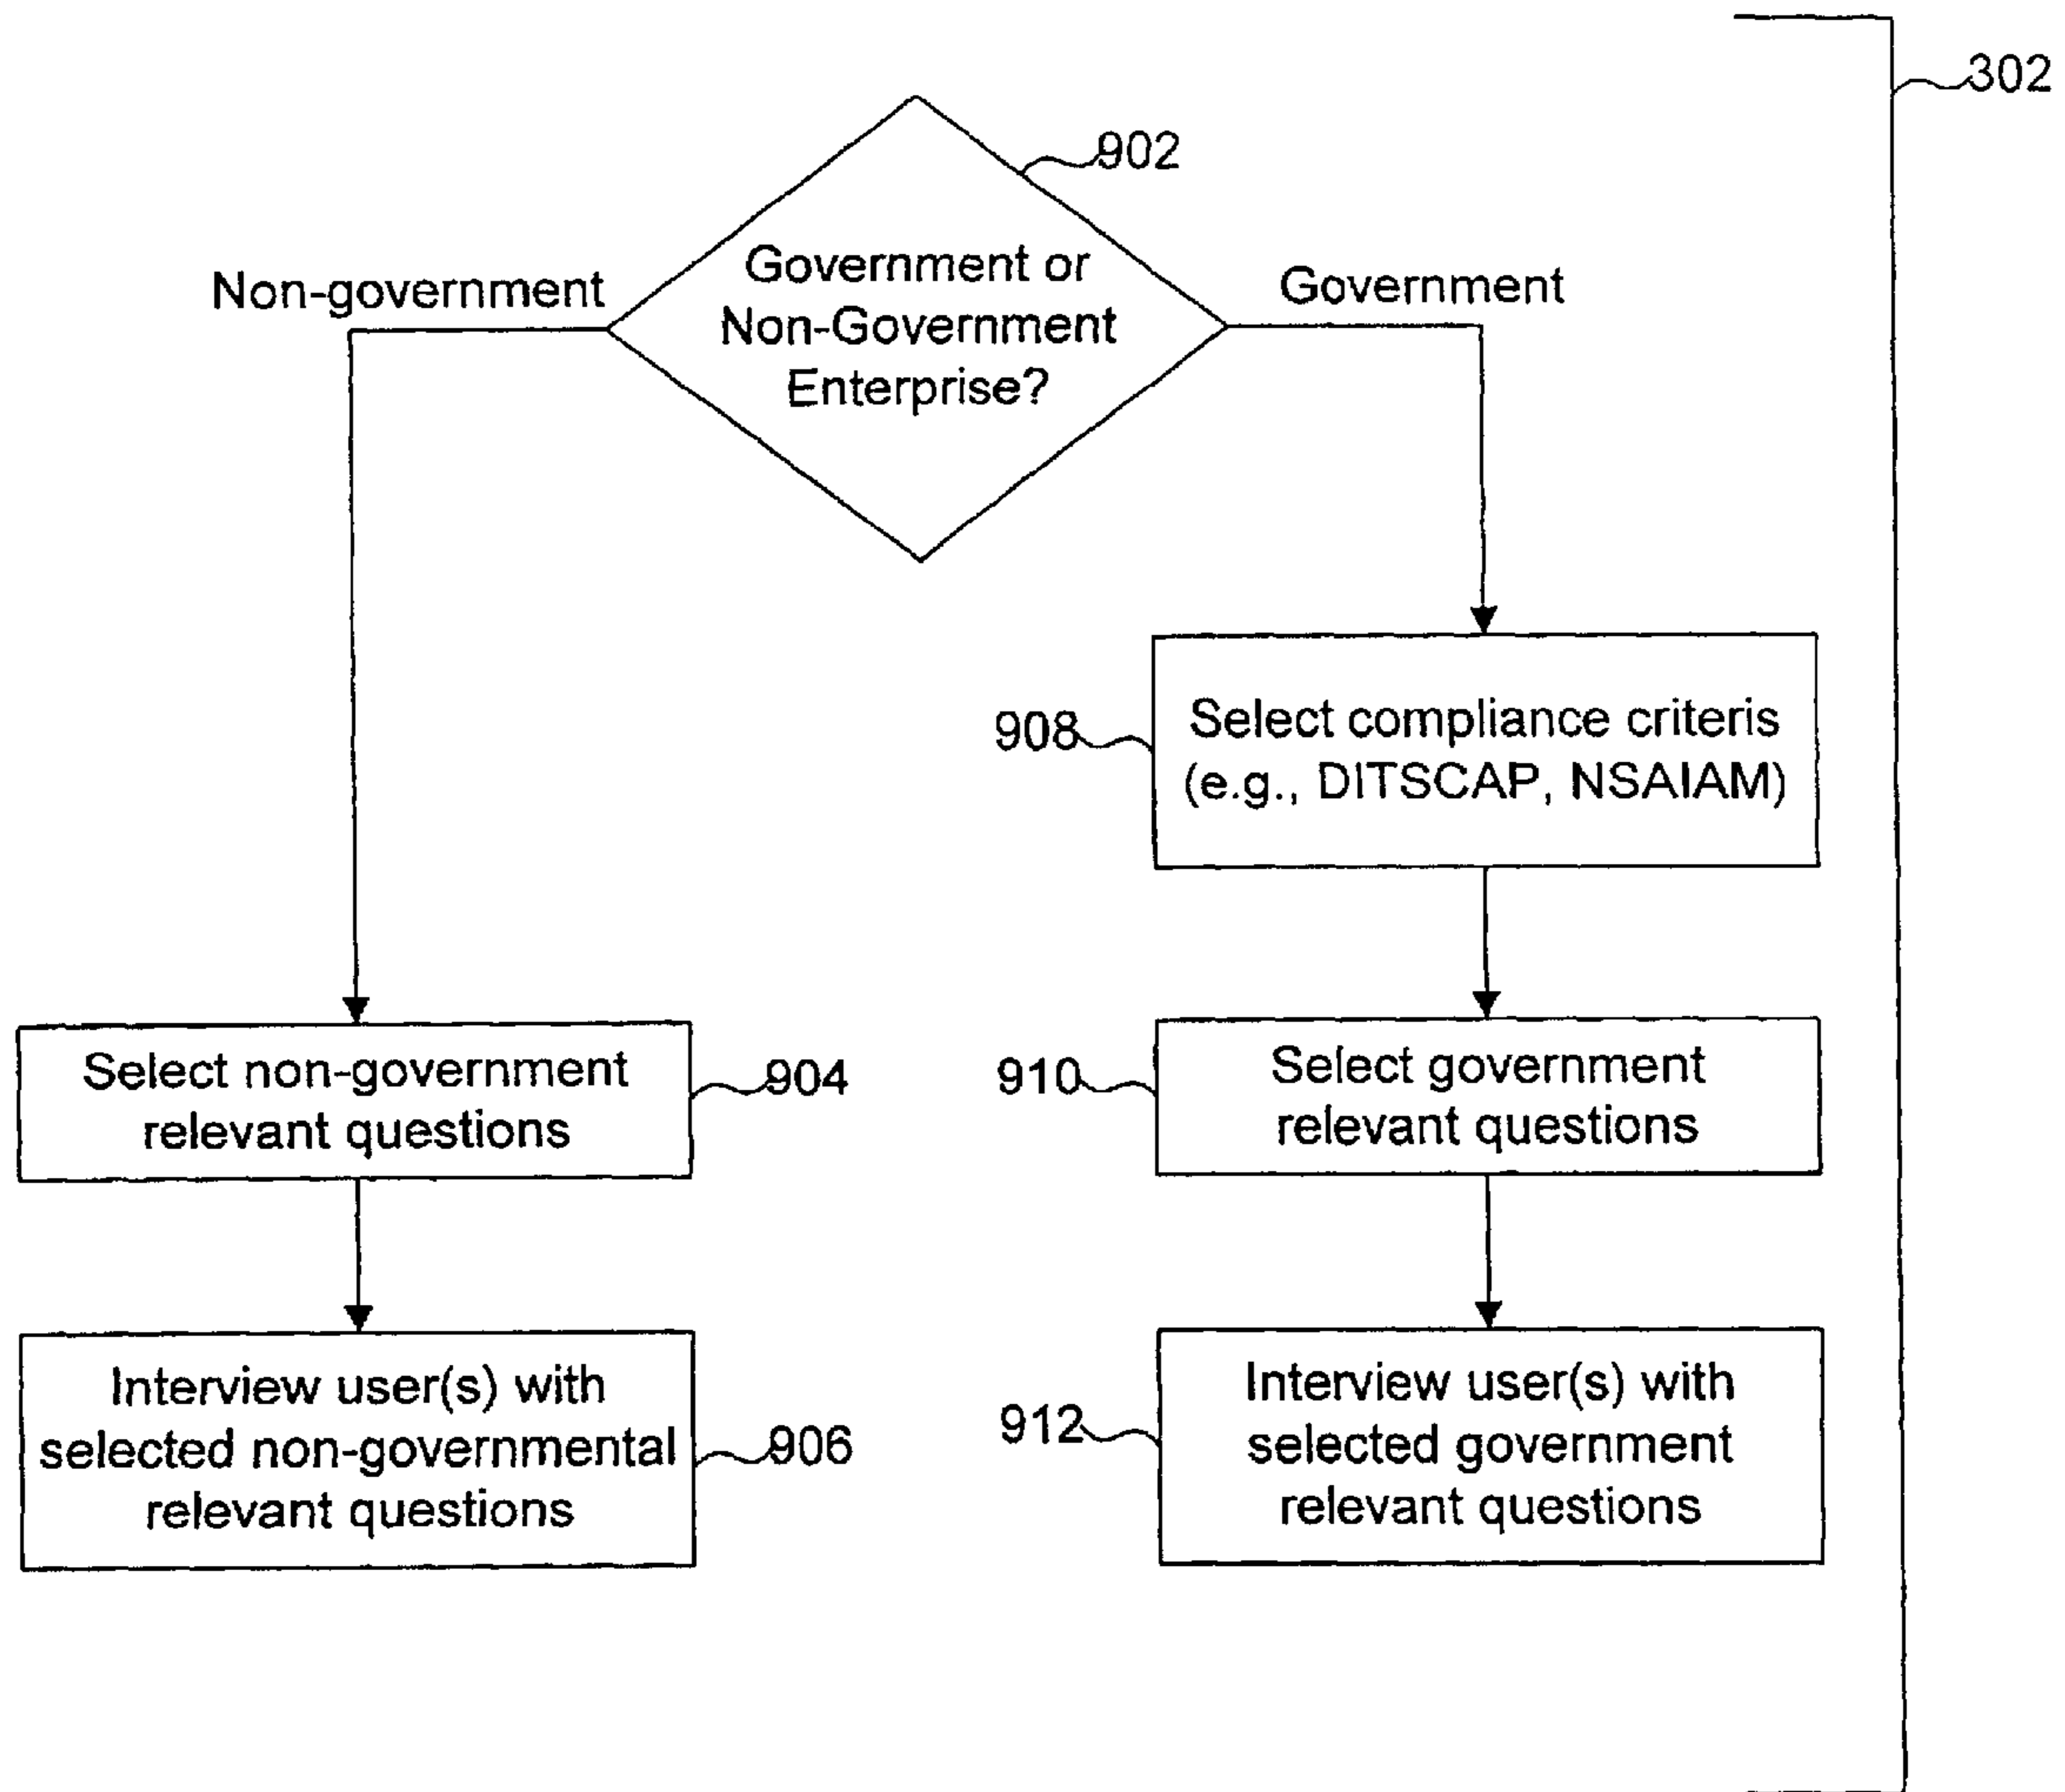 302
902
Government or
Non-Government
Enterprise?
Non-government
Government
908
Select compliance criteris
(e.g., DITSCAP, NSAIAM)
Select non-government
relevant questions
904
910
Select government
relevant questions
Interview user(s) with
selected non-governmental
relevant questions
906
912
Interview user(s) with
selected government
relevant questions